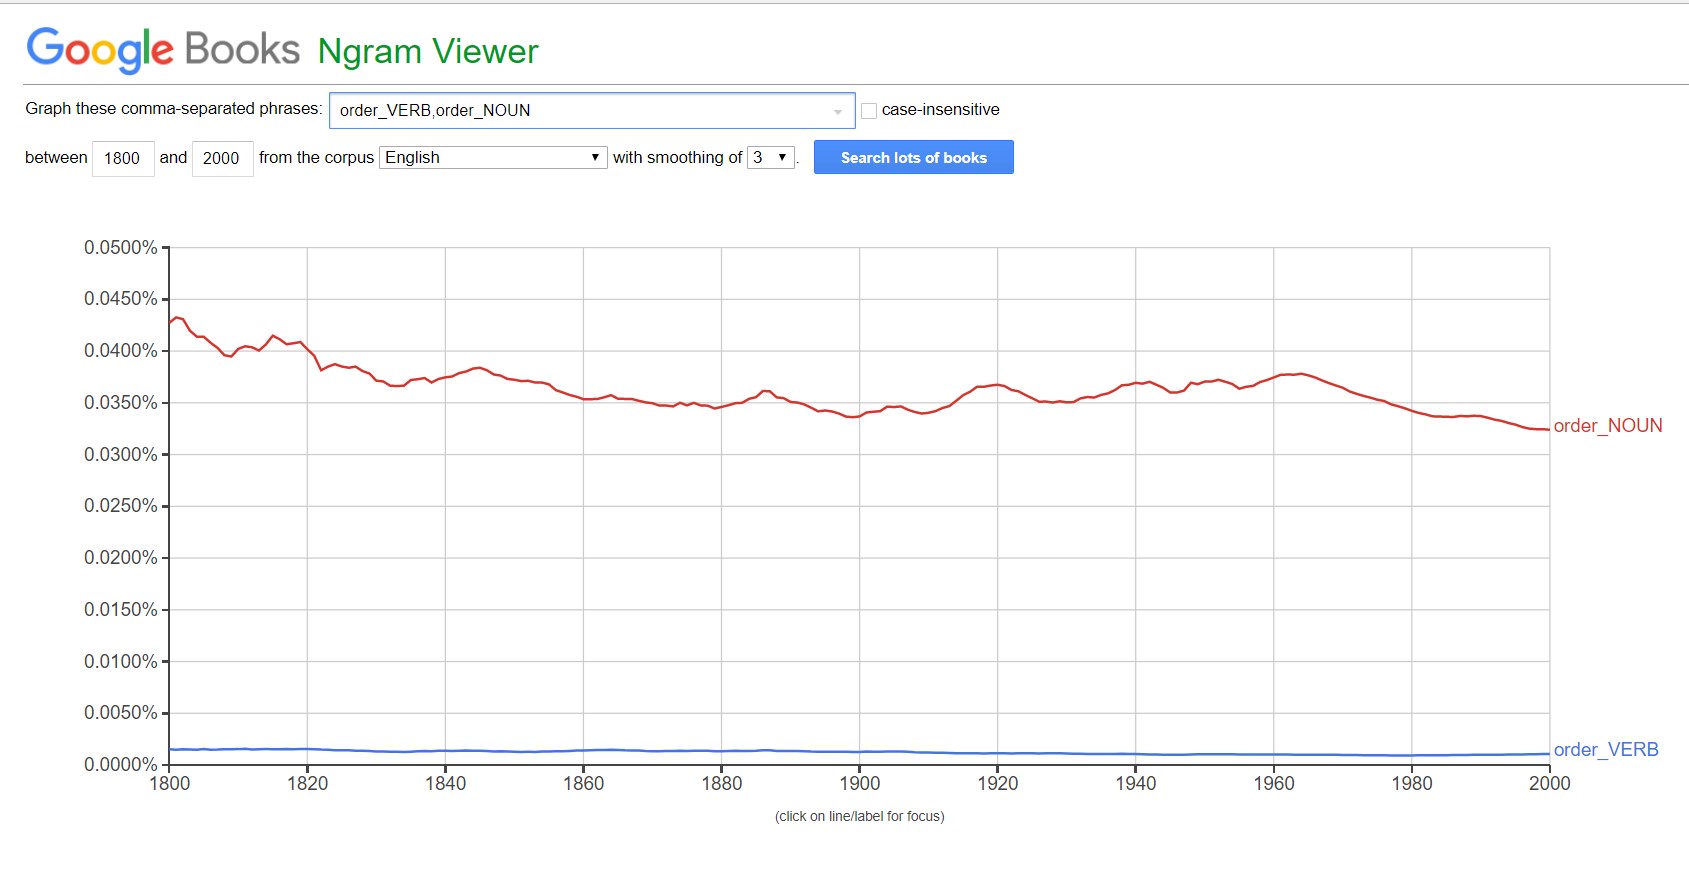 Google Books Ngram Viewer
Graph these comma-separated phrases: order_VERB,order_NOUN case-insensitive
between 1800 and 2000 from the corpus English with smoothing of 3 . Search lots of books
0.0500%
0.0450%
0.0400%
0.0350%
order_NOUN
0.0300%
0.0250%
0.0200%
0.0150%
0.0100%
0.0050%
order_VERB
0.0000%
1800 1820 1840 1860 1880 1900 1920 1940 1960 1980 2000
(click on line/label for focus)